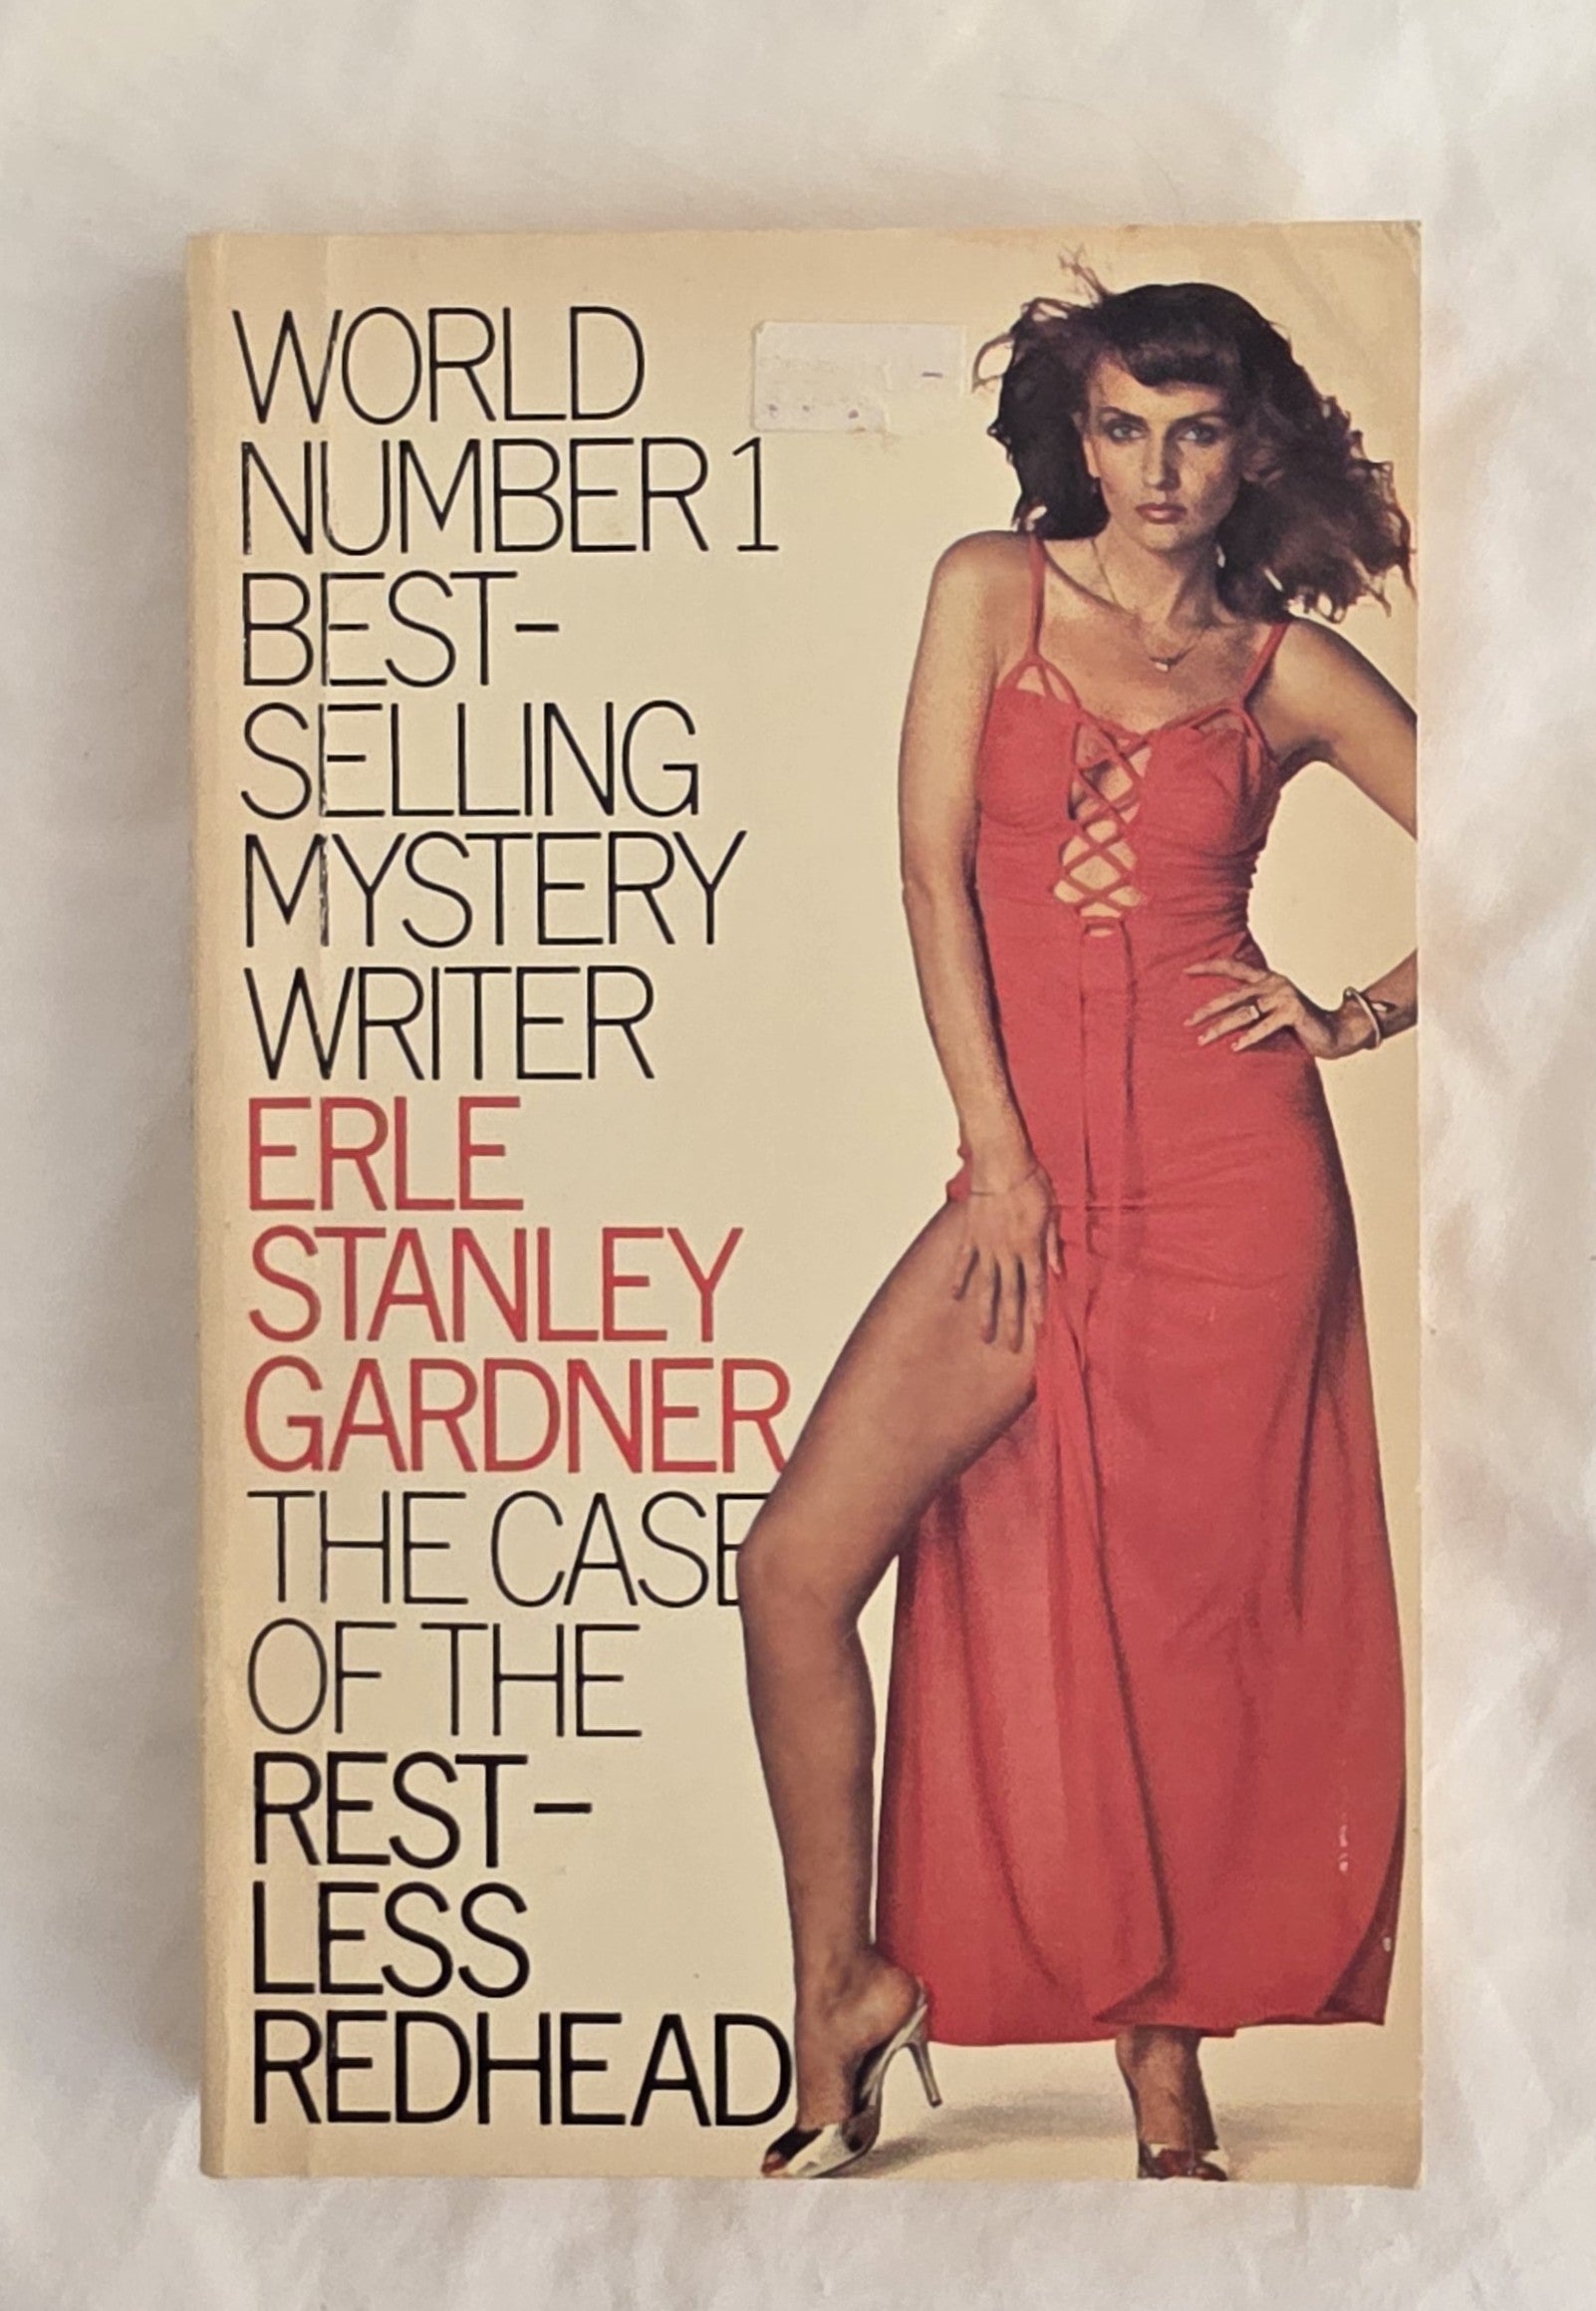 WORLD
NUMBER 1
BEST-
SELLING
MYSTERY
WRITER
ERLE
STANLEY
GARDNER
THE CASE
OF THE
REST-
LESS
REDHEAD